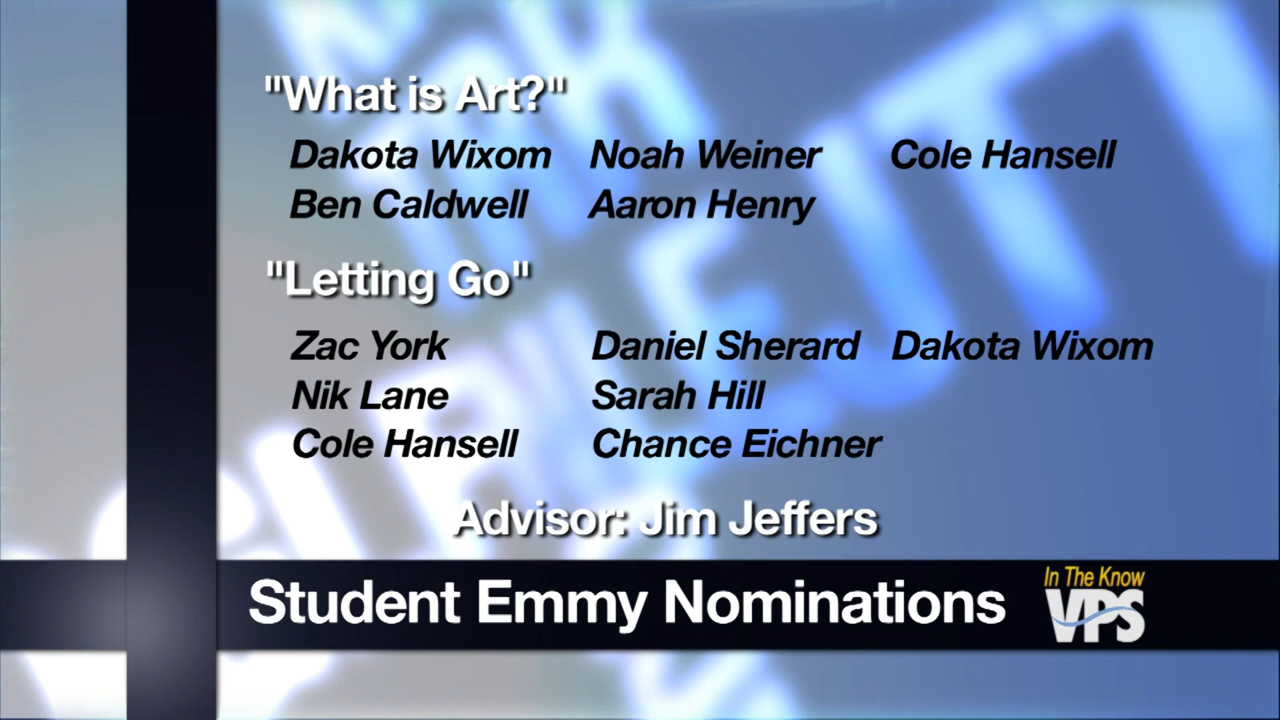 "What is Art?"
Dakota Wixom Noah Weiner Cole Hansell
Ben Caldwell Aaron Henry
"Letting Go"
Zac York Daniel Sherard Dakota Wixom
Nik Lane Sarah Hill
Cole Hansell Chance Eichner
Advisor: Jim Jeffers
Student Emmy Nominations
In The Know
VPS